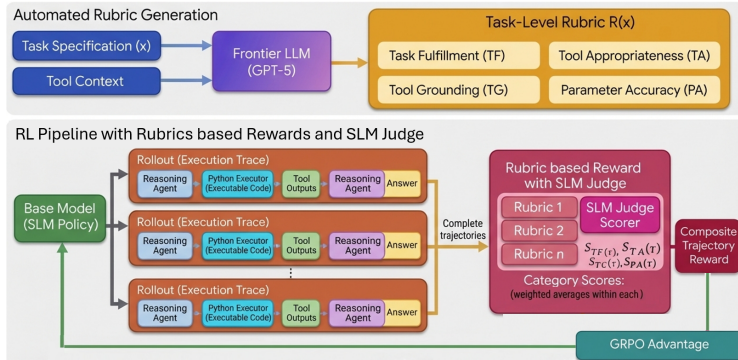 Automated Rubric Generation
Task Specification (x)
Tool Context
Frontier LLM
(GPT-5)
Task-Level Rubric R(x)
Task Fulfillment (TF)
Tool Appropriateness (TA)
Tool Grounding (TG)
Parameter Accuracy (PA)
RL Pipeline with Rubrics based Rewards and SLM Judge
Base Model
(SLM Policy)
Rollout (Execution Trace)
Reasoning
Agent
Python Executor
(Executable Code)
Tool
Outputs
Reasoning
Agent
Answer
Rollout (Execution Trace)
Reasoning
Agent
Python Executor
(Executable Code)
Tool
Outputs
Reasoning
Agent
Answer
⋮
Rollout (Execution Trace)
Reasoning
Agent
Python Executor
(Executable Code)
Tool
Outputs
Reasoning
Agent
Answer
Complete
trajectories
Rubric based Reward
with SLM Judge
Rubric 1
Rubric 2
Rubric n
SLM Judge
Scorer
S_TF(τ), S_TA(τ)
S_TC(τ), S_PA(τ)
Category Scores:
(weighted averages within each )
Composite
Trajectory
Reward
GRPO Advantage